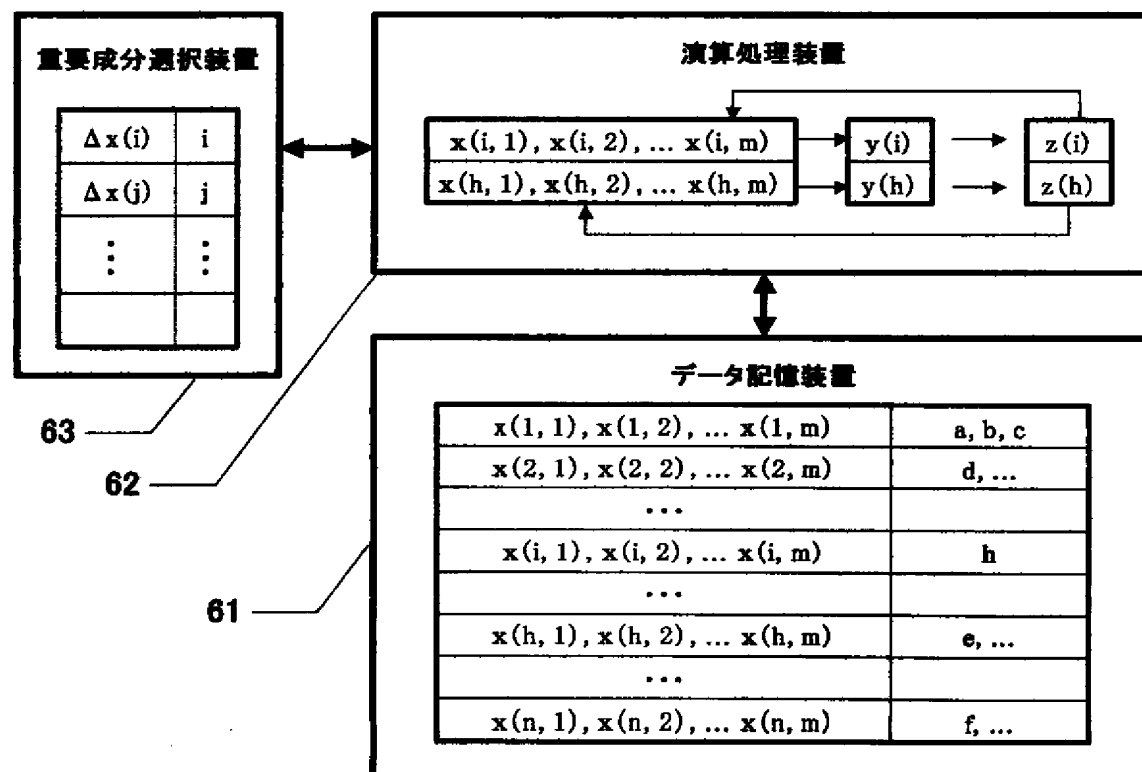 重要成分選択装置
Δx(i) i
Δx(j) j
⋮ ⋮
63
演算処理装置
x(i, 1), x(i, 2), ... x(i, m) y(i) z(i)
x(h, 1), x(h, 2), ... x(h, m) y(h) z(h)
62
データ記憶装置
x(1, 1), x(1, 2), ... x(1, m) a, b, c
x(2, 1), x(2, 2), ... x(2, m) d, ...
...
x(i, 1), x(i, 2), ... x(i, m) h
...
x(h, 1), x(h, 2), ... x(h, m) e, ...
...
x(n, 1), x(n, 2), ... x(n, m) f, ...
61